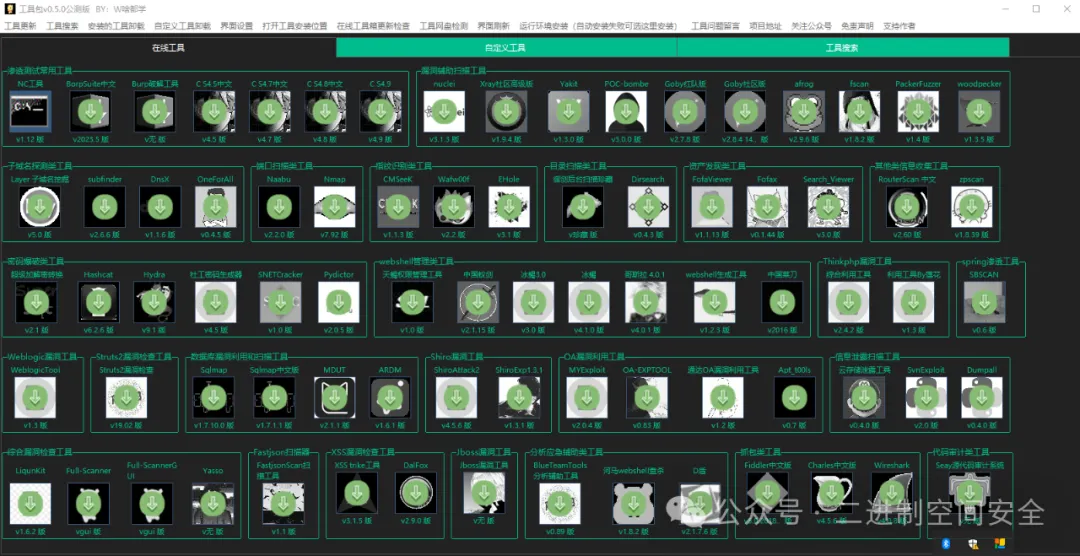 工具包v0.5.0公测版 BY：W啥都学
工具更新 工具搜索 安装的工具卸载 自定义工具卸载 界面设置 打开工具安装位置 在线工具箱更新检查 工具网盘检测 界面刷新 运行环境安装（自动安装失败可选这里安装） 工具问题留言 项目地址 关注公众号 免责声明 支持作者
在线工具 自定义工具 工具搜索
渗透测试常用工具 漏洞辅助扫描工具
NC工具 BorpSuite中文 Burp破解工具 C S4.5中文 C S4.7中文 C S4.8中文 C S4.9 nuclei Xray社区高级版 Yakit POC-bombe Goby红队版 Goby社区版 afrog fscan PackerFuzzer woodpecker
v1.12 版 v2023.5 版 v无 版 v4.5 版 v4.7 版 v4.8 版 v4.9 版 v3.1.3 版 v1.9.4 版 v1.3.0 版 v3.0.0 版 v2.7.8 版 v2.8.4 14、版 v2.9.6 版 v1.8.2 版 v1.4 版 v1.3.5 版
子域名探测类工具 端口扫描类工具 指纹识别类工具 目录扫描类工具 资产发现类工具 其他类信息收集工具
Layer 子域名挖掘 subfinder DnsX OneForAll Naabu Nmap CMSeeK Wafw00f EHole 御剑后台扫描珍藏 Dirsearch FofaViewer Fofax Search_Viewer RouterScan 中文 zpscan
v5.0 版 v2.6.6 版 v1.1.6 版 v0.4.5 版 v2.2.0 版 v7.92 版 v1.1.3 版 v2.2 版 v3.1 版 v珍藏 版 v0.4.3 版 v1.1.13 版 v0.1.44 版 v3.0 版 v2.60 版 v1.8.39 版
密码爆破类工具 webshell管理类工具 Thinkphp漏洞工具 spring渗透工具
超级加解密转换 Hashcat Hydra 社工密码生成器 SNETCracker Pydictor 天蝎权限管理工具 中国蚁剑 冰蝎3.0 冰蝎 哥斯拉 4.0.1 webshell生成工具 中国菜刀 综合利用工具 利用工具By莲花 SBSCAN
v2.1 版 v6.2.6 版 v9.1 版 v4.5 版 v1.0 版 v2.0.5 版 v1.0 版 v2.1.15 版 v3.0 版 v4.1.0 版 v4.0.1 版 v1.2.3 版 v2016 版 v2.4.2 版 v1.3 版 v0.6 版
Weblogic漏洞工具 Struts2漏洞检查工具 数据库漏洞利用和扫描工具 Shiro漏洞工具 OA漏洞利用工具 信息泄露扫描工具
WeblogicTool Struts2漏洞检查 Sqlmap Sqlmap中文版 MDUT ARDM ShiroAttack2 ShiroExp1.3.1 MYExploit OA-EXPTOOL 通达OA漏洞利用工具 Apt_t00ls 云存储泄露工具 SvnExploit Dumpall
v1.3 版 v19.02 版 v1.7.10.0 版 v1.7.1.1 版 v2.1.1 版 v1.6.1 版 v4.5.6 版 v1.3.1 版 v2.0.4 版 v0.83 版 v1.2 版 v0.7 版 v0.4.0 版 v2.0 版 v0.4.0 版
综合漏洞检查工具 Fastjson扫描器 XSS漏洞检查工具 Jboss漏洞工具 分析应急辅助类工具 抓包类工具 代码审计类工具
LiqunKit Full-Scanner Full-ScannerGUI Yasso FastjsonScan扫描工具 XSS trike工具 DalFox Jboss漏洞工具 BlueTeamTools分析辅助工具 河马webshell查杀 D盾 Fiddler中文版 Charles中文版 Wireshark Seay源代码审计系统
v1.6.2 版 vgui 版 vgui 版 v无 版 v1.1 版 v3.1.5 版 v2.9.0 版 v无 版 v0.89 版 v1.8.2 版 v2.1.7.6 版
公众号 · 二进制空间安全